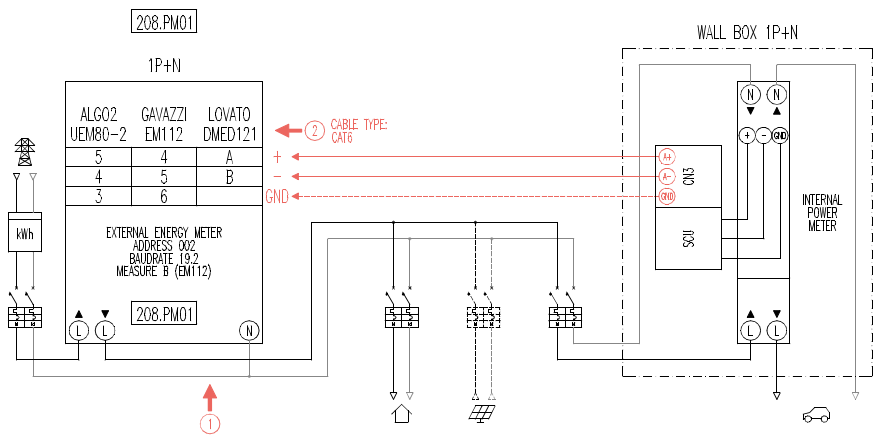 208.PM01
1P+N
WALL BOX 1P+N
ALGO2 GAVAZZI LOVATO
UEM80-2 EM112 DMED121
5 4 A +
4 5 B -
3 6 GND
2 CABLE TYPE:
CAT6
kWh
EXTERNAL ENERGY METER
ADDRESS 002
BAUDRATE 19.2
MEASURE B (EM112)
208.PM01
L L N
1
A+
A-
GND
CN3
SCU
N N
+ - GND
INTERNAL
POWER
METER
L L